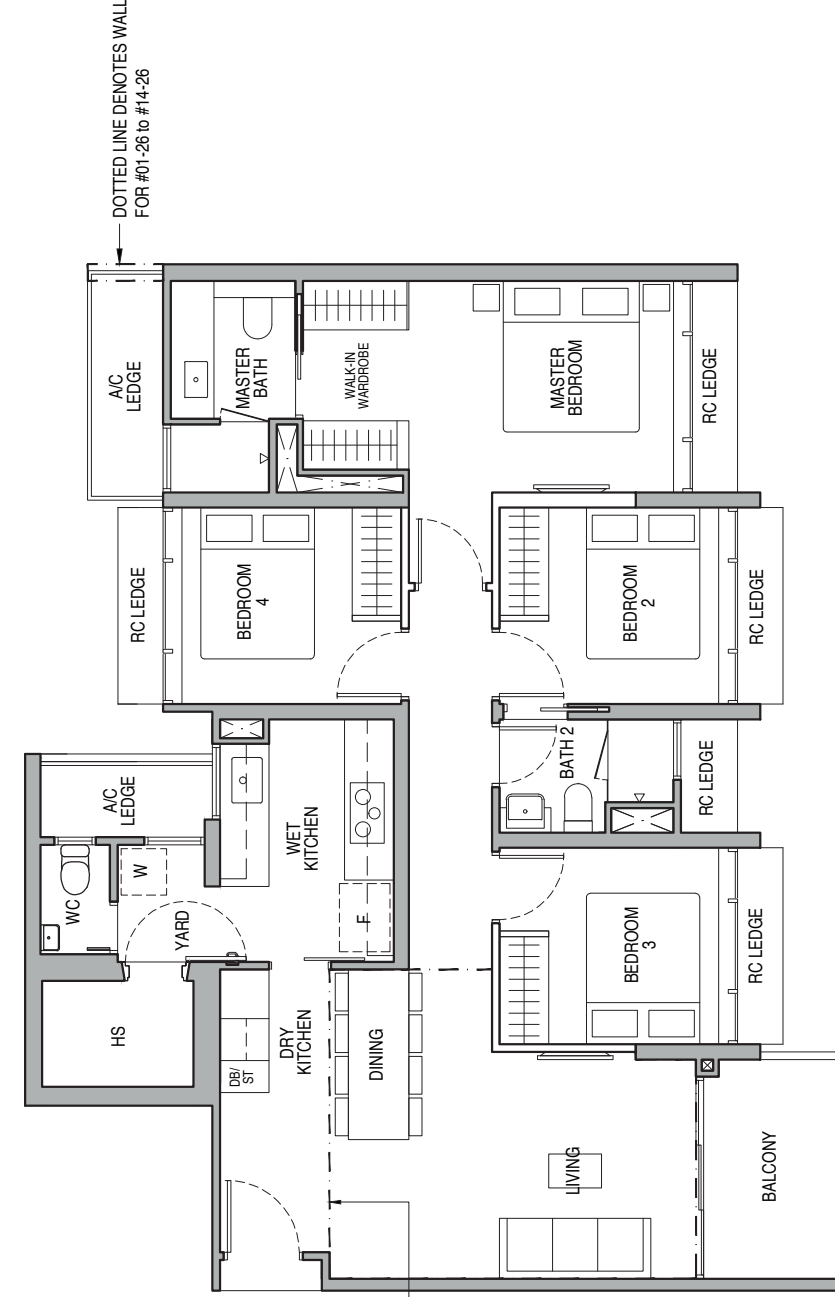 DOTTED LINE DENOTES WALL
FOR #01-26 to #14-26
A/C
LEDGE
MASTER
BATH
WALK-IN
WARDROBE
MASTER
BEDROOM
RC LEDGE
RC LEDGE
BEDROOM
4
BEDROOM
2
RC LEDGE
A/C
LEDGE
WET
KITCHEN
BATH 2
RC LEDGE
WC
W
YARD
F
BEDROOM
3
RC LEDGE
HS
DB/
ST
DRY
KITCHEN
DINING
LIVING
BALCONY